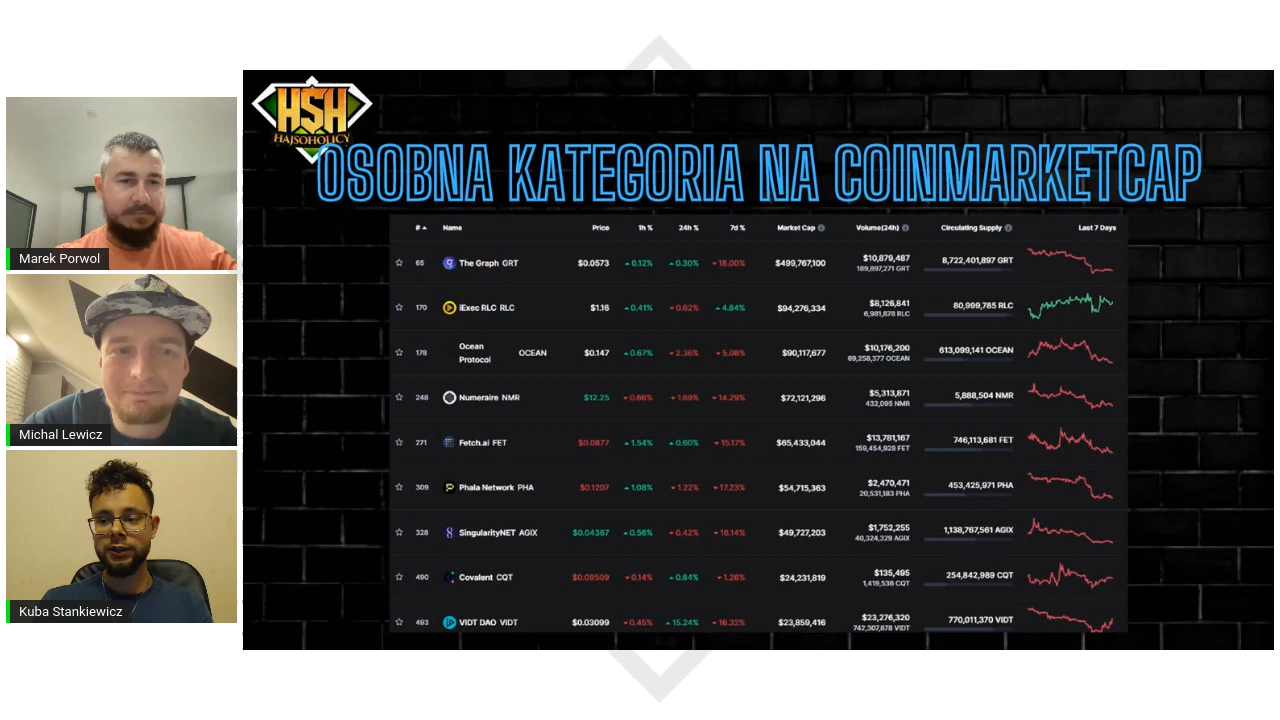 H$H
HAJSOHOLICY
OSOBNA KATEGORIA NA COINMARKETCAP
Marek Porwol
Michal Lewicz
Kuba Stankiewicz
# Name Price 1h % 24h % 7d % Market Cap Volume(24h) Circulating Supply Last 7 Days
65 The Graph GRT $0.0573 0.12% 0.30% 18.00% $499,767,100 $10,879,487 8,722,401,897 GRT
189,897,271 GRT
170 iExec RLC RLC $1.16 0.41% 0.62% 4.84% $94,276,334 $8,126,841 80,999,785 RLC
6,981,878 RLC
178 Ocean Protocol OCEAN $0.147 0.67% 2.36% 5.08% $90,117,677 $10,176,200 613,099,141 OCEAN
69,258,377 OCEAN
248 Numeraire NMR $12.25 0.66% 1.69% 14.29% $72,121,296 $5,313,871 5,888,504 NMR
432,095 NMR
271 Fetch.ai FET $0.0877 1.54% 0.60% 15.17% $65,433,044 $13,781,167 746,113,681 FET
159,454,928 FET
309 Phala Network PHA $0.1207 1.08% 1.22% 17.23% $54,715,363 $2,470,471 453,425,971 PHA
20,531,183 PHA
328 SingularityNET AGIX $0.04367 0.56% 0.42% 16.14% $49,727,203 $1,752,255 1,138,767,561 AGIX
40,324,329 AGIX
490 Covalent CQT $0.09509 0.14% 0.84% 1.26% $24,231,819 $135,495 254,842,989 CQT
1,419,536 CQT
493 VIDT DAO VIDT $0.03099 0.45% 15.24% 16.32% $23,859,416 $23,276,320 770,011,370 VIDT
742,307,878 VIDT